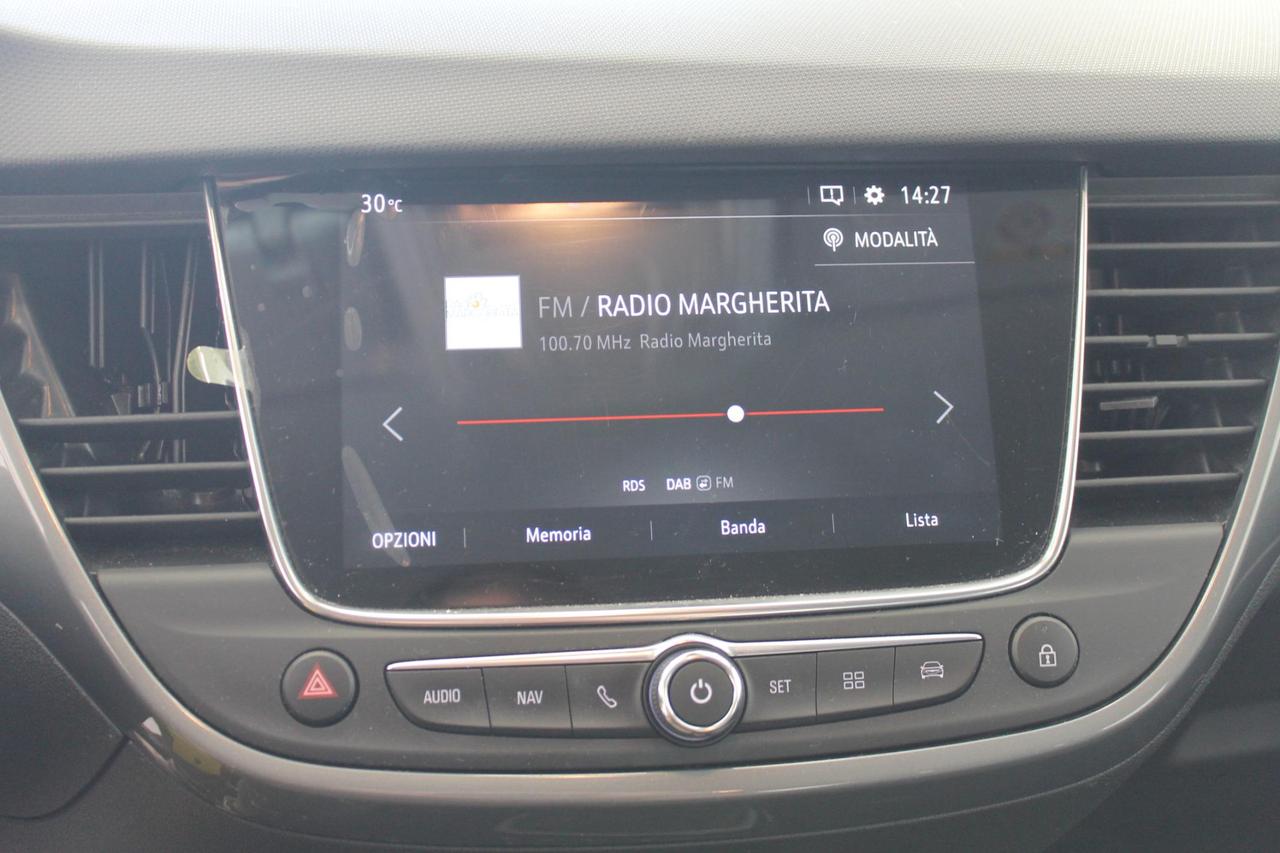 30°C
14:27
MODALITÀ
FM / RADIO MARGHERITA
100.70 MHz Radio Margherita
RDS DAB FM
OPZIONI Memoria Banda Lista
AUDIO NAV SET